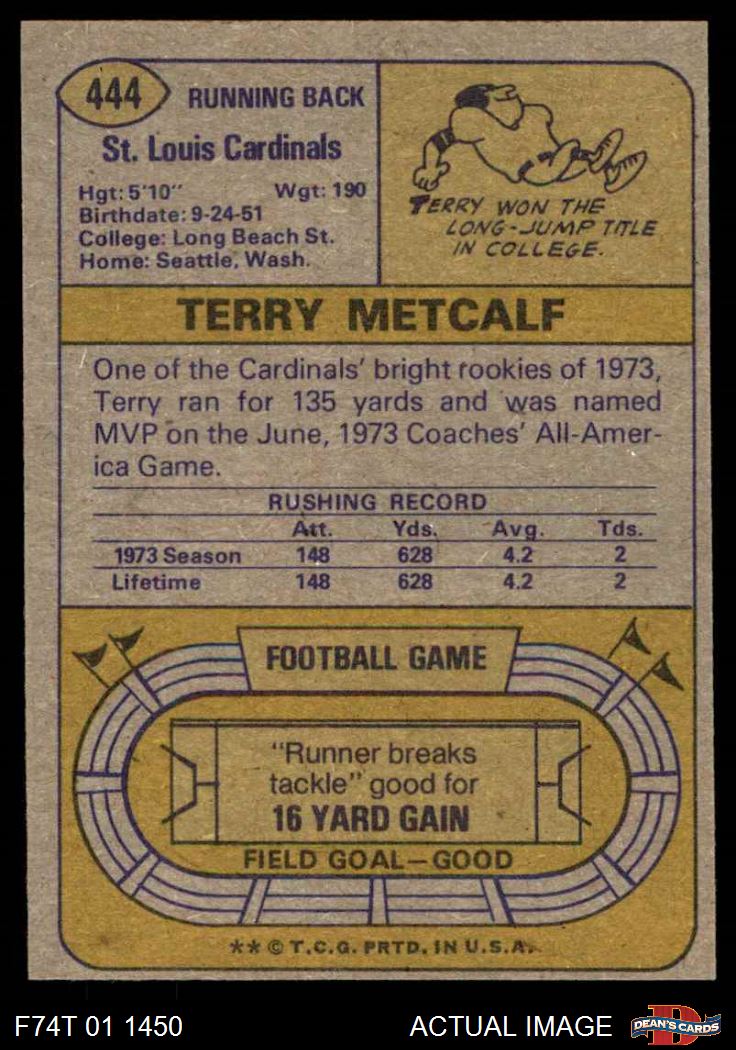 444
RUNNING BACK
St. Louis Cardinals
Hgt: 5'10" Wgt: 190
Birthdate: 9-24-51
College: Long Beach St.
Home: Seattle, Wash.
TERRY WON THE
LONG-JUMP TITLE
IN COLLEGE.
TERRY METCALF
One of the Cardinals' bright rookies of 1973,
Terry ran for 135 yards and was named
MVP on the June, 1973 Coaches' All-Amer-
ica Game.
RUSHING RECORD
Att. Yds. Avg. Tds.
1973 Season 148 628 4.2 2
Lifetime 148 628 4.2 2
FOOTBALL GAME
"Runner breaks
tackle" good for
16 YARD GAIN
FIELD GOAL—GOOD
** © T.C.G. PRTD. IN U.S.A.
F74T 01 1450 ACTUAL IMAGE
DEAN'S CARDS